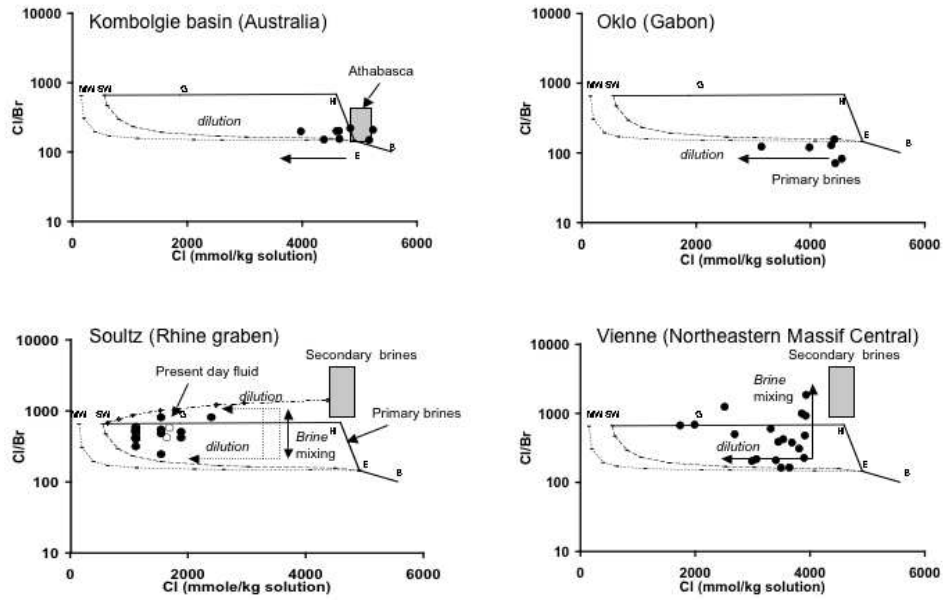 Kombolgie basin (Australia)
10000
1000
100
10
Cl/Br
MW SW G
H
Athabasca
dilution
E
B
0 2000 4000 6000
Cl (mmol/kg solution)
Oklo (Gabon)
10000
1000
100
10
Cl/Br
MW SW G
H
E
B
dilution
Primary brines
0 2000 4000 6000
Cl (mmol/kg solution)
Soultz (Rhine graben)
10000
1000
100
10
Cl/Br
Secondary brines
Present day fluid
dilution
MW SW G
H
Primary brines
Brine
mixing
dilution
E
B
0 2000 4000 6000
Cl (mmole/kg solution)
Vienne (Northeastern Massif Central)
10000
1000
100
10
Cl/Br
Secondary brines
Brine
mixing
MW SW G
H
dilution
E
B
0 2000 4000 6000
Cl (mmol/kg solution)